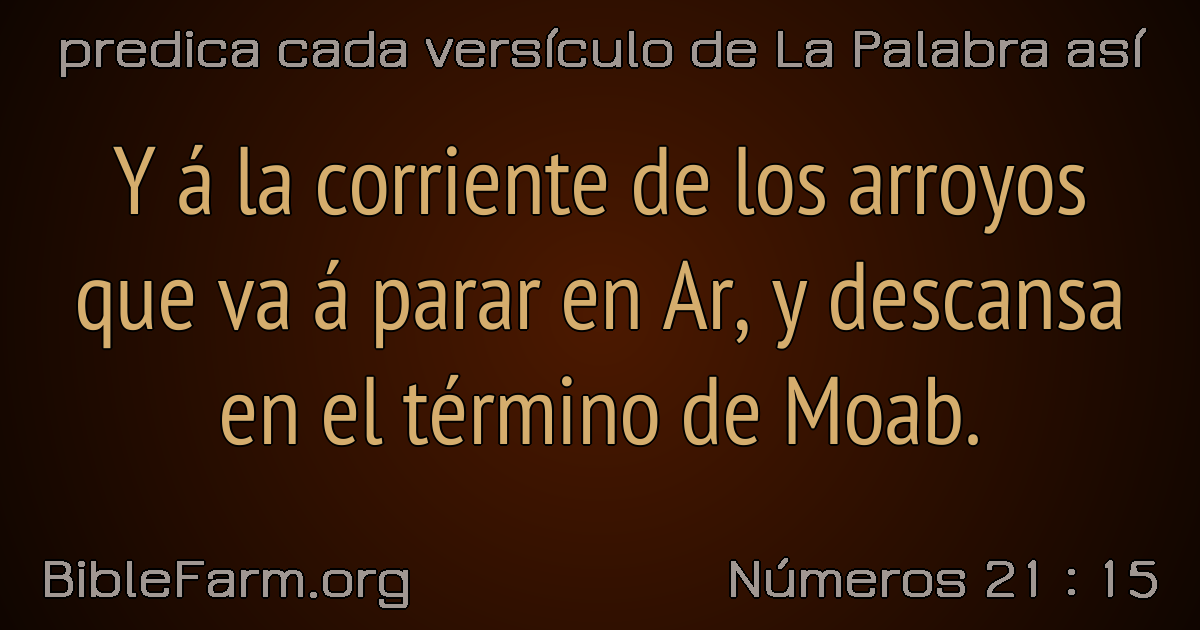 predica cada versículo de La Palabra así
Y á la corriente de los arroyos
que va á parar en Ar, y descansa
en el término de Moab.
BibleFarm.org
Números 21 : 15